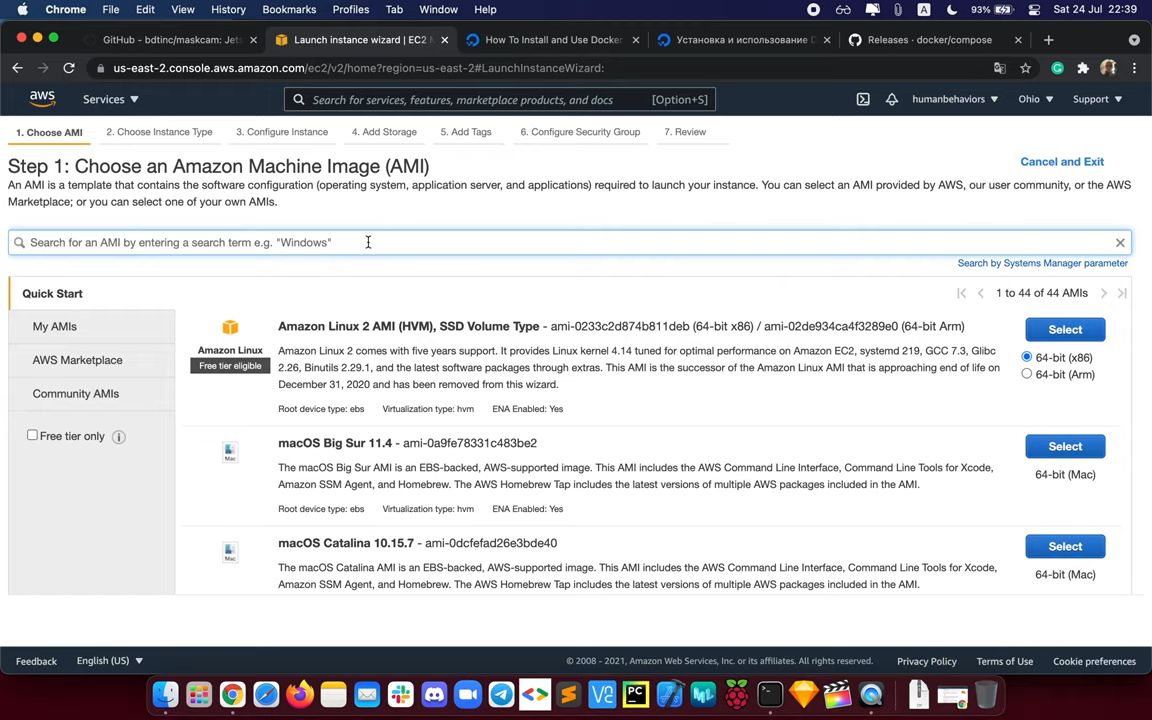 Chrome File Edit View History Bookmarks Profiles Tab Window Help A 93% Sat 24 Jul 22:39
GitHub - bdtinc/maskcam: Jets Launch instance wizard | EC2 M How To Install and Use Docker Установка и использование D Releases · docker/compose
us-east-2.console.aws.amazon.com/ec2/v2/home?region=us-east-2#LaunchInstanceWizard:
aws Services Search for services, features, marketplace products, and docs [Option+S] humanbehaviors Ohio Support
1. Choose AMI 2. Choose Instance Type 3. Configure Instance 4. Add Storage 5. Add Tags 6. Configure Security Group 7. Review
Step 1: Choose an Amazon Machine Image (AMI) Cancel and Exit
An AMI is a template that contains the software configuration (operating system, application server, and applications) required to launch your instance. You can select an AMI provided by AWS, our user community, or the AWS
Marketplace; or you can select one of your own AMIs.
Search for an AMI by entering a search term e.g. "Windows"
Search by Systems Manager parameter
Quick Start
My AMIs
AWS Marketplace
Community AMIs
Free tier only
1 to 44 of 44 AMIs
Amazon Linux
Free tier eligible
Amazon Linux 2 AMI (HVM), SSD Volume Type - ami-0233c2d874b811deb (64-bit x86) / ami-02de934ca4f3289e0 (64-bit Arm)
Amazon Linux 2 comes with five years support. It provides Linux kernel 4.14 tuned for optimal performance on Amazon EC2, systemd 219, GCC 7.3, Glibc
2.26, Binutils 2.29.1, and the latest software packages through extras. This AMI is the successor of the Amazon Linux AMI that is approaching end of life on
December 31, 2020 and has been removed from this wizard.
Root device type: ebs Virtualization type: hvm ENA Enabled: Yes
Select
64-bit (x86)
64-bit (Arm)
Mac
macOS Big Sur 11.4 - ami-0a9fe78331c483be2
The macOS Big Sur AMI is an EBS-backed, AWS-supported image. This AMI includes the AWS Command Line Interface, Command Line Tools for Xcode,
Amazon SSM Agent, and Homebrew. The AWS Homebrew Tap includes the latest versions of multiple AWS packages included in the AMI.
Root device type: ebs Virtualization type: hvm ENA Enabled: Yes
Select
64-bit (Mac)
Mac
macOS Catalina 10.15.7 - ami-0dcfefad26e3bde40
The macOS Catalina AMI is an EBS-backed, AWS-supported image. This AMI includes the AWS Command Line Interface, Command Line Tools for Xcode,
Amazon SSM Agent, and Homebrew. The AWS Homebrew Tap includes the latest versions of multiple AWS packages included in the AMI.
Select
64-bit (Mac)
Feedback English (US) © 2008 - 2021, Amazon Web Services, Inc. or its affiliates. All rights reserved. Privacy Policy Terms of Use Cookie preferences